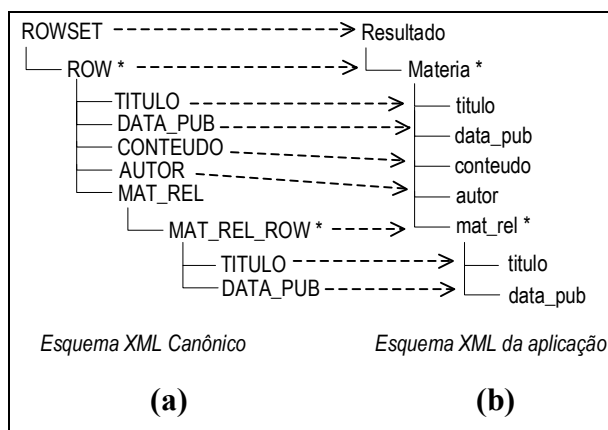 ROWSET
ROW *
TITULO
DATA_PUB
CONTEUDO
AUTOR
MAT_REL
MAT_REL_ROW *
TITULO
DATA_PUB
Esquema XML Canônico
(a)
Resultado
Materia *
titulo
data_pub
conteudo
autor
mat_rel *
titulo
data_pub
Esquema XML da aplicação
(b)